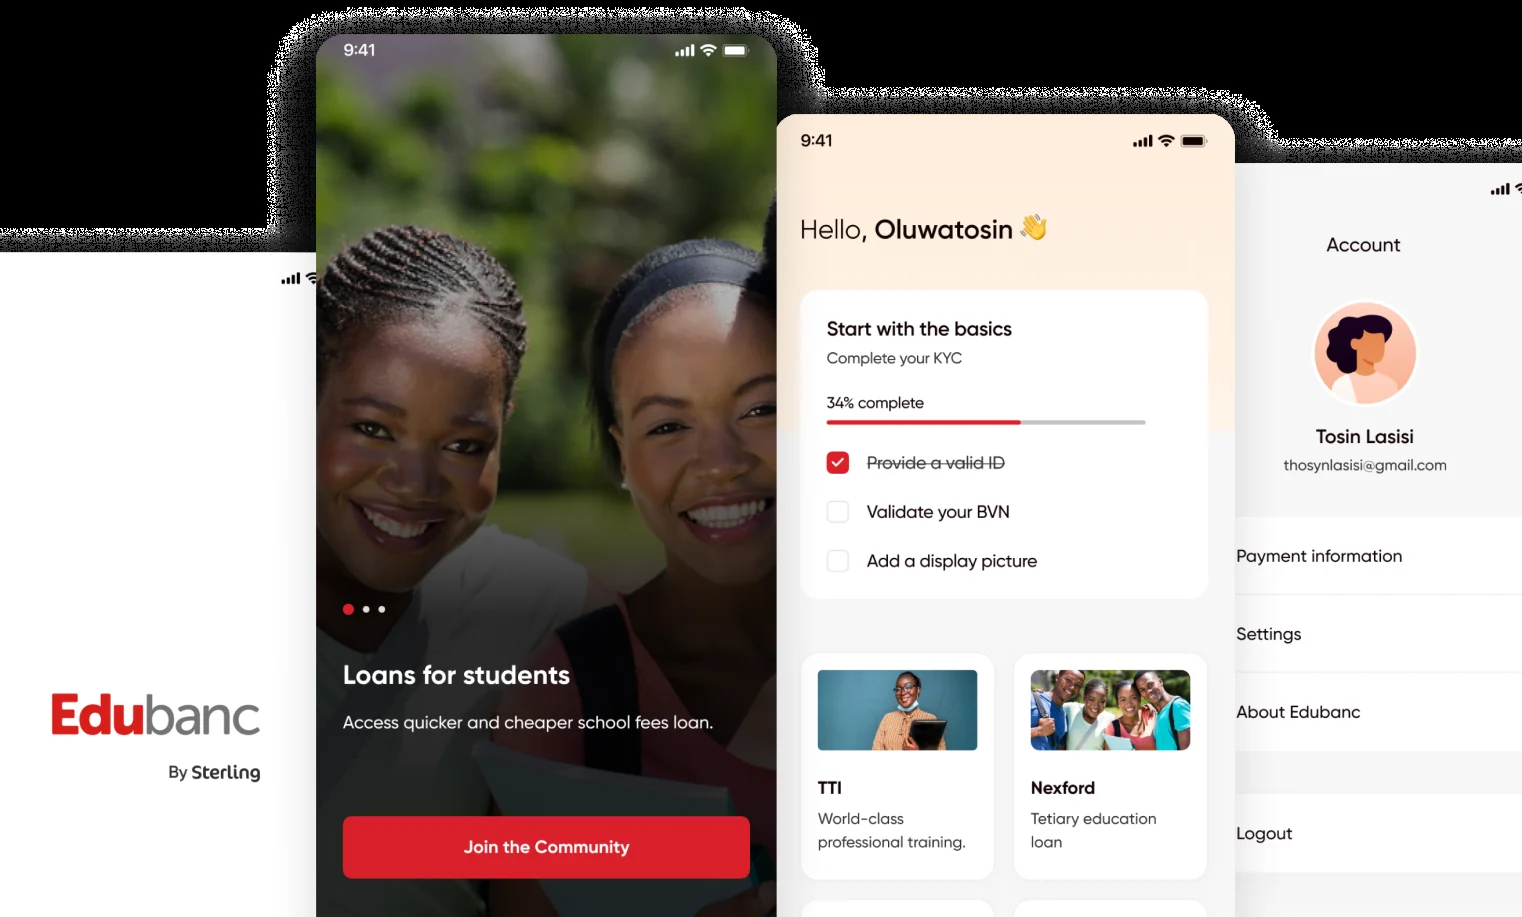 Edubanc
By Sterling
9:41
Loans for students
Access quicker and cheaper school fees loan.
Join the Community
9:41
Hello, Oluwatosin 👋
Start with the basics
Complete your KYC
34% complete
Provide a valid ID
Validate your BVN
Add a display picture
TTI
World-class
professional training.
Nexford
Tetiary education
loan
Account
Tosin Lasisi
thosynlasisi@gmail.com
Payment information
Settings
About Edubanc
Logout